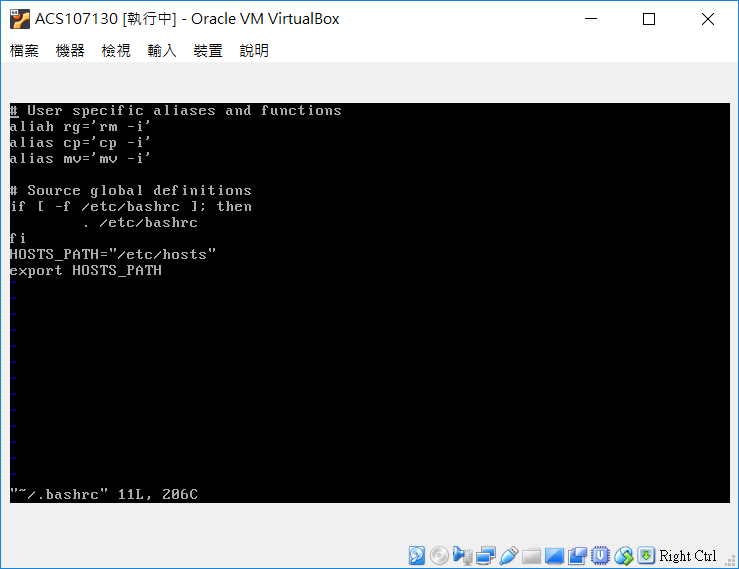 ACS107130 [執行中] - Oracle VM VirtualBox
檔案 機器 檢視 輸入 裝置 說明
# User specific aliases and functions
aliah rg='rm -i'
alias cp='cp -i'
alias mv='mv -i'
# Source global definitions
if [ -f /etc/bashrc ]; then
        . /etc/bashrc
fi
HOSTS_PATH="/etc/hosts"
export HOSTS_PATH
~
~
~
~
~
~
~
~
~
~
~
~
~
"~/.bashrc" 11L, 206C
Right Ctrl